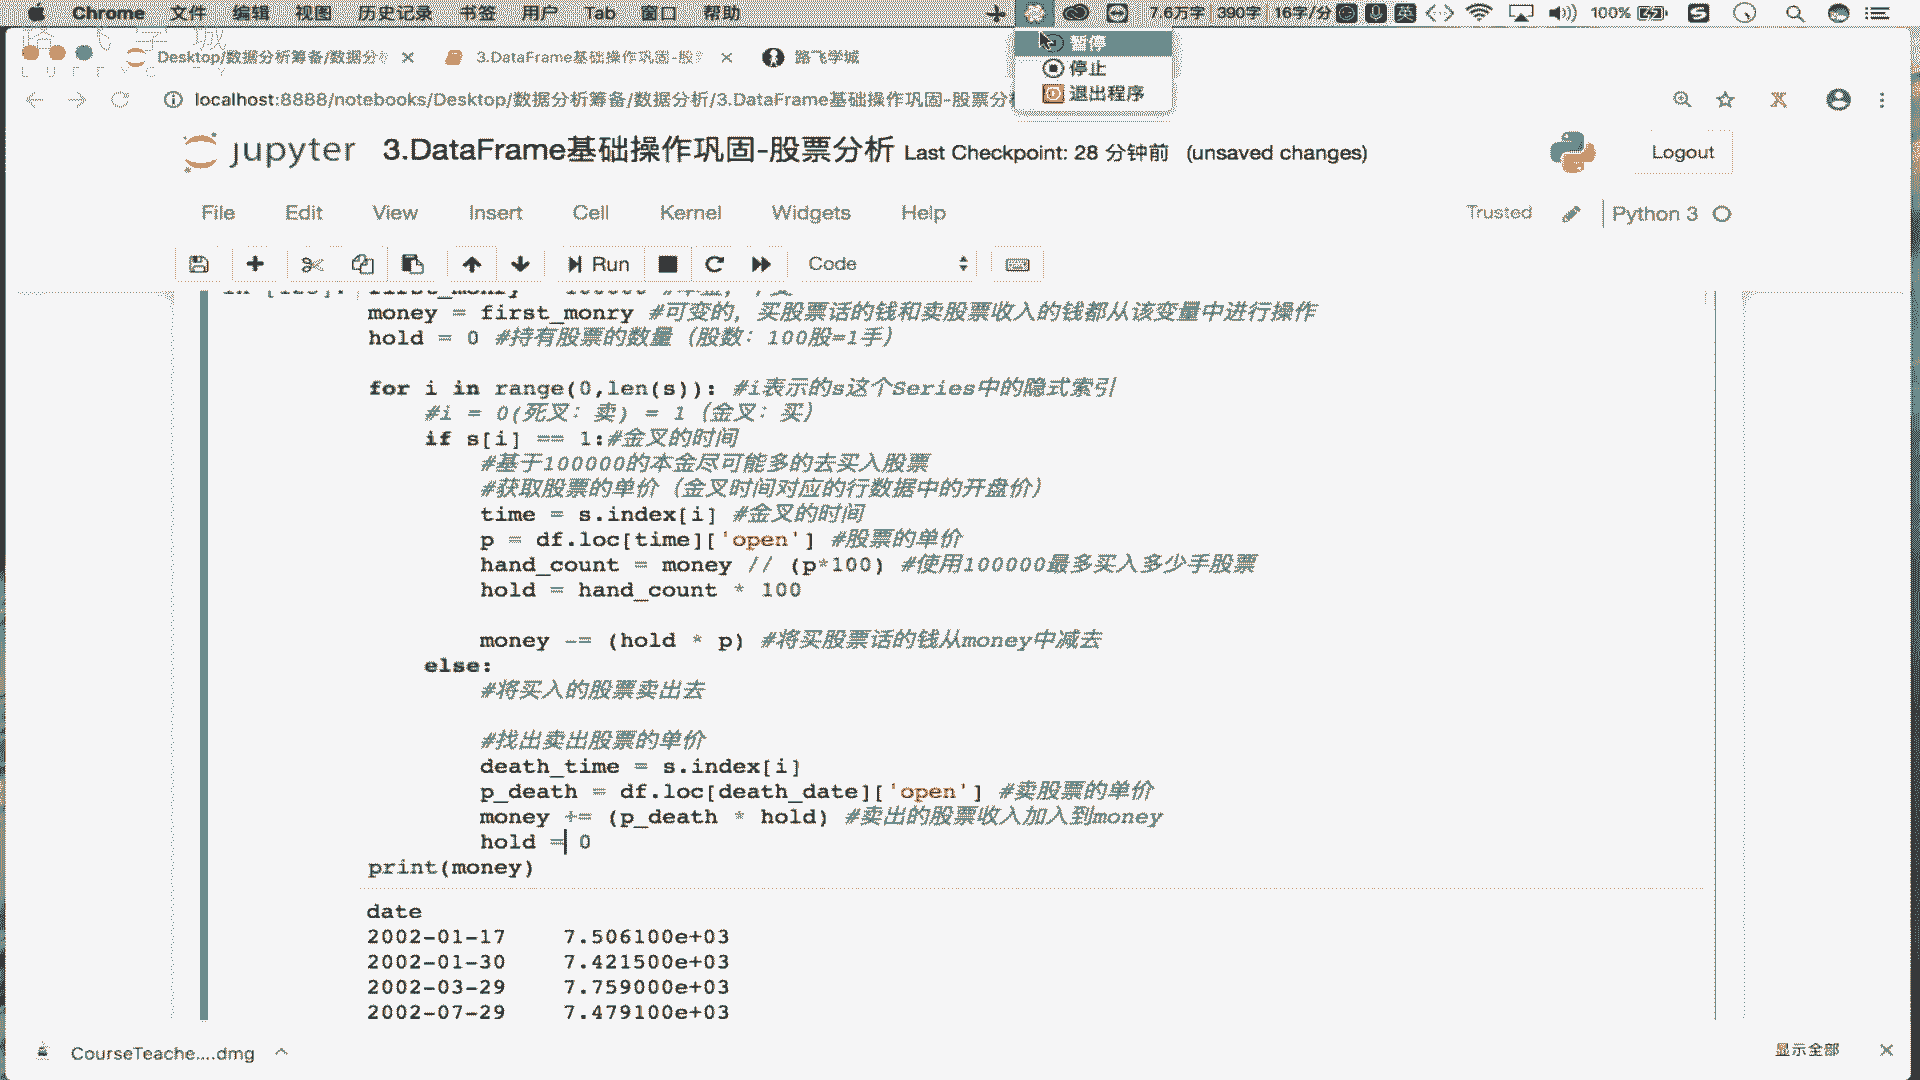 Chrome 文件 编辑 视图 历史记录 书签 用户 Tab 窗口 帮助 7.6万字 390字 16字/分 英 100%
暂停
停止
退出程序
Desktop/数据分析筹备/数据分析
3.DataFrame基础操作巩固-股
路飞学城
localhost:8888/notebooks/Desktop/数据分析筹备/数据分析/3.DataFrame基础操作巩固-股票分
jupyter 3.DataFrame基础操作巩固-股票分析 Last Checkpoint: 28 分钟前 (unsaved changes)
Logout
File Edit View Insert Cell Kernel Widgets Help
Trusted Python 3
Run Code
money = first_monry #可变的，买股票话的钱和卖股票收入的钱都从该变量中进行操作
hold = 0 #持有股票的数量（股数：100股=1手）
for i in range(0,len(s)): #i表示的s这个Series中的隐式索引
#i = 0(死叉：卖) = 1（金叉：买）
if s[i] == 1:#金叉的时间
#基于100000的本金尽可能多的去买入股票
#获取股票的单价（金叉时间对应的行数据中的开盘价）
time = s.index[i] #金叉的时间
p = df.loc[time]['open'] #股票的单价
hand_count = money // (p*100) #使用100000最多买入多少手股票
hold = hand_count * 100
money -= (hold * p) #将买股票话的钱从money中减去
else:
#将买入的股票卖出去
#找出卖出股票的单价
death_time = s.index[i]
p_death = df.loc[death_date]['open'] #卖股票的单价
money += (p_death * hold) #卖出的股票收入加入到money
hold = 0
print(money)
date
2002-01-17 7.506100e+03
2002-01-30 7.421500e+03
2002-03-29 7.759000e+03
2002-07-29 7.479100e+03
CourseTeache....dmg
显示全部